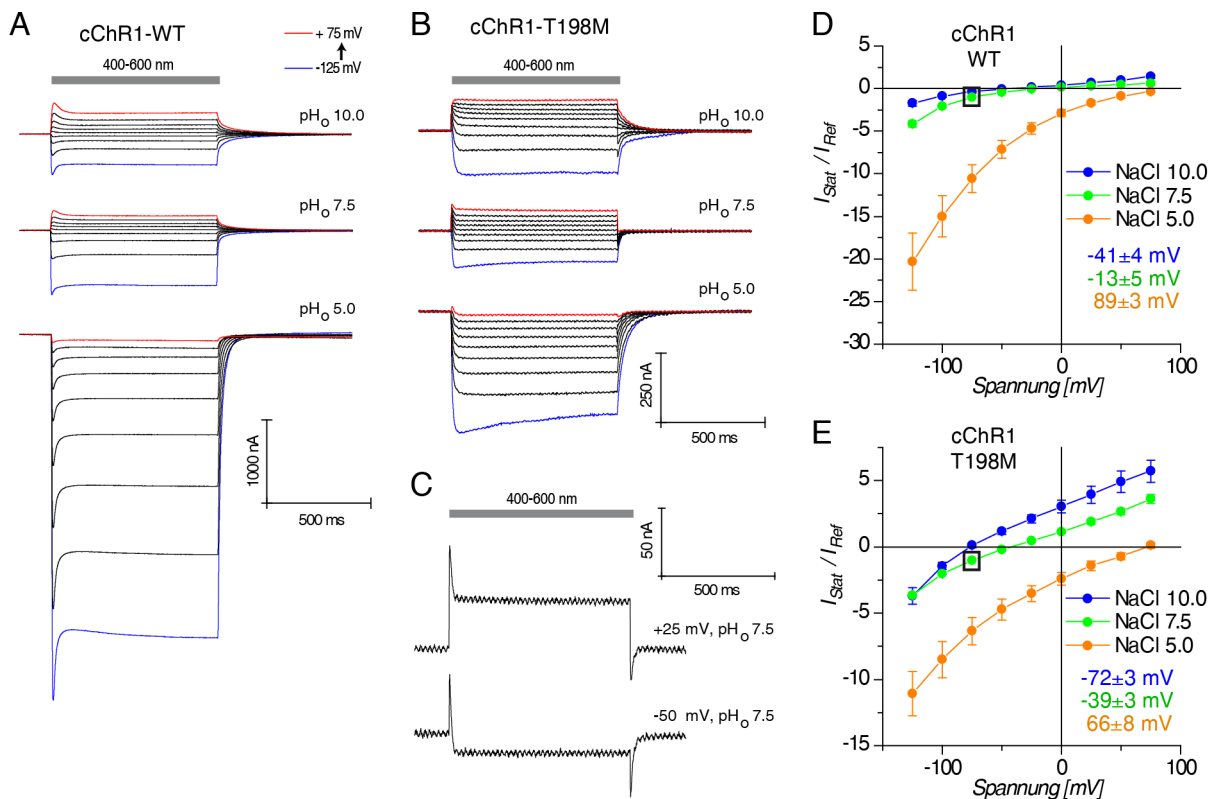 A
cChR1-WT
+ 75 mV
-125 mV
400-600 nm
pHo 10.0
pHo 7.5
pHo 5.0
1000 nA
500 ms
B
cChR1-T198M
400-600 nm
pHo 10.0
pHo 7.5
pHo 5.0
250 nA
500 ms
C
400-600 nm
50 nA
500 ms
+25 mV, pHo 7.5
-50 mV, pHo 7.5
D
cChR1
WT
5
0
-5
-10
-15
-20
-25
-30
IStat / IRef
NaCl 10.0
NaCl 7.5
NaCl 5.0
-41±4 mV
-13±5 mV
89±3 mV
-100
0
100
Spannung [mV]
E
cChR1
T198M
5
0
-5
-10
-15
IStat / IRef
NaCl 10.0
NaCl 7.5
NaCl 5.0
-72±3 mV
-39±3 mV
66±8 mV
-100
0
100
Spannung [mV]